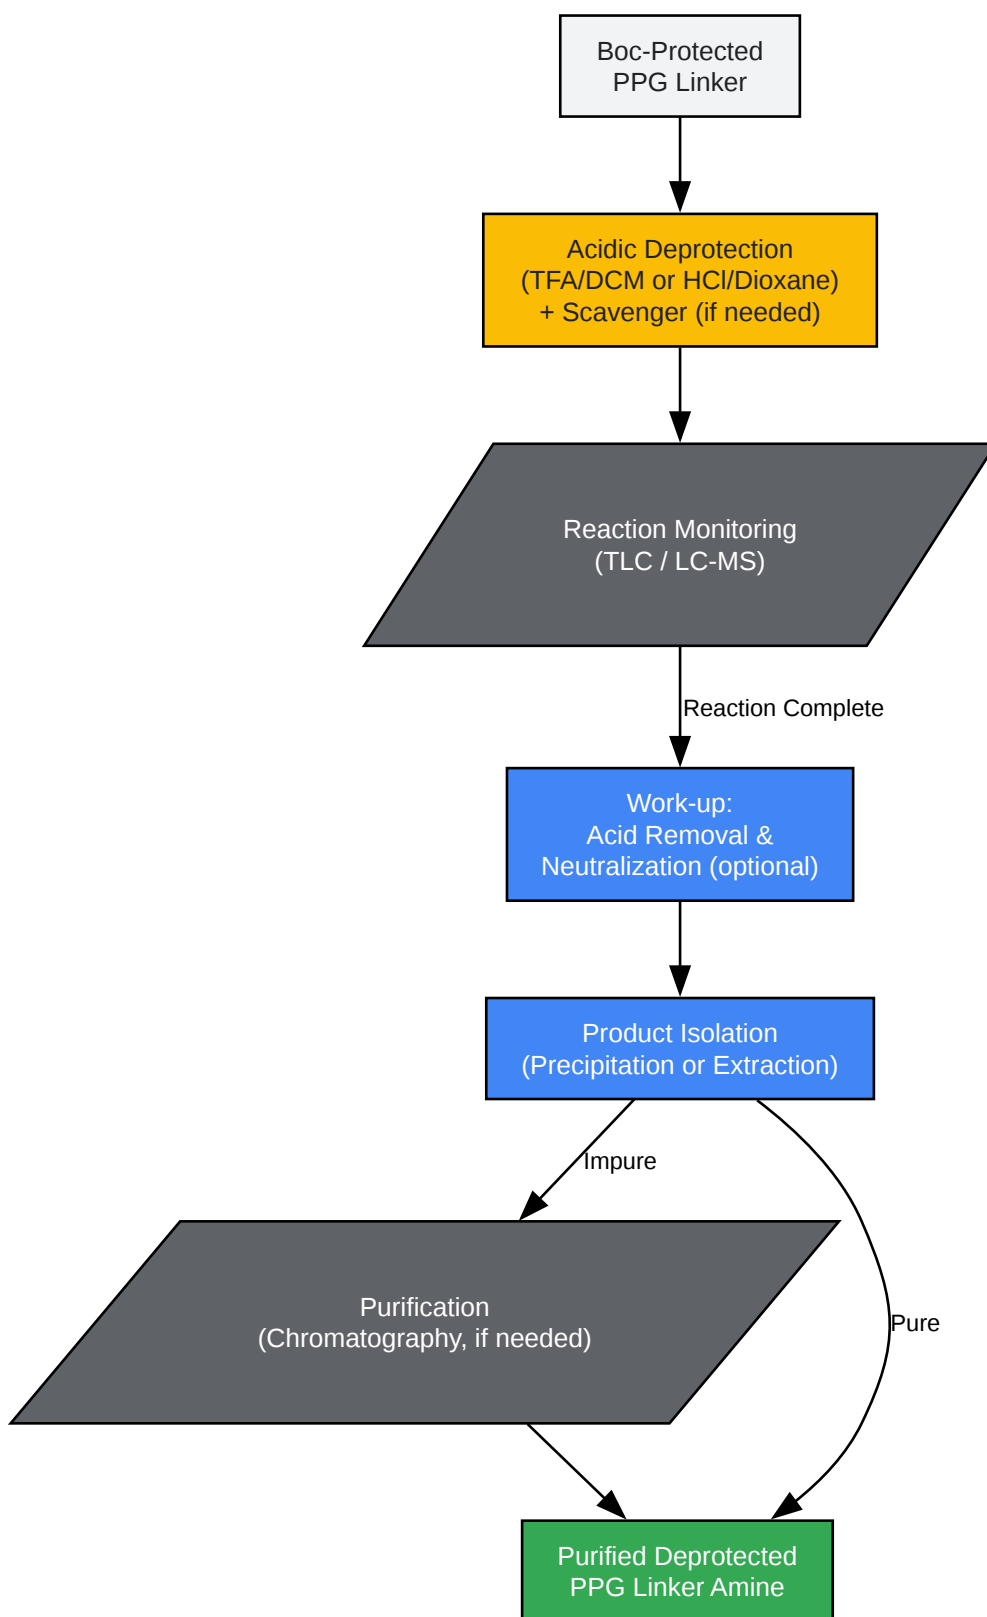 Boc-Protected
PPG Linker
Acidic Deprotection
(TFA/DCM or HCl/Dioxane)
+ Scavenger (if needed)
Reaction Monitoring
(TLC / LC-MS)
Reaction Complete
Work-up:
Acid Removal &
Neutralization (optional)
Product Isolation
(Precipitation or Extraction)
Impure
Purification
(Chromatography, if needed)
Pure
Purified Deprotected
PPG Linker Amine